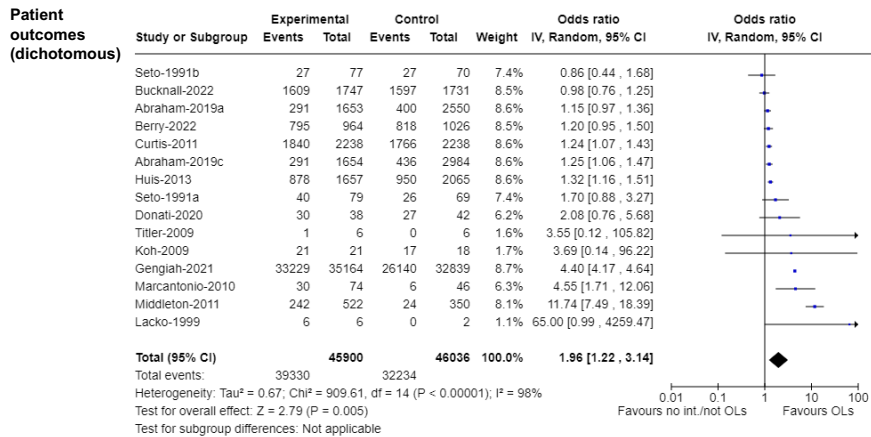 Patient
outcomes
(dichotomous)
Experimental Control Odds ratio Odds ratio
Study or Subgroup Events Total Events Total Weight IV, Random, 95% CI IV, Random, 95% CI
Seto-1991b 27 77 27 70 7.4% 0.86 [0.44 , 1.68]
Bucknall-2022 1609 1747 1597 1731 8.5% 0.98 [0.76 , 1.25]
Abraham-2019a 291 1653 400 2550 8.6% 1.15 [0.97 , 1.36]
Berry-2022 795 964 818 1026 8.5% 1.20 [0.95 , 1.50]
Curtis-2011 1840 2238 1766 2238 8.6% 1.24 [1.07 , 1.43]
Abraham-2019c 291 1654 436 2984 8.6% 1.25 [1.06 , 1.47]
Huis-2013 878 1657 950 2065 8.6% 1.32 [1.16 , 1.51]
Seto-1991a 40 79 26 69 7.4% 1.70 [0.88 , 3.27]
Donati-2020 30 38 27 42 6.2% 2.08 [0.76 , 5.68]
Titler-2009 1 6 0 6 1.6% 3.55 [0.12 , 105.82]
Koh-2009 21 21 17 18 1.7% 3.69 [0.14 , 96.22]
Gengiah-2021 33229 35164 26140 32839 8.7% 4.40 [4.17 , 4.64]
Marcantonio-2010 30 74 6 46 6.3% 4.55 [1.71 , 12.06]
Middleton-2011 242 522 24 350 8.1% 11.74 [7.49 , 18.39]
Lacko-1999 6 6 0 2 1.1% 65.00 [0.99 , 4259.47]
Total (95% CI) 45900 46036 100.0% 1.96 [1.22 , 3.14]
Total events: 39330 32234
Heterogeneity: Tau² = 0.67; Chi² = 909.61, df = 14 (P < 0.00001); I² = 98%
Test for overall effect: Z = 2.79 (P = 0.005)
Test for subgroup differences: Not applicable
0.01 0.1 1 10 100
Favours no int./not OLs Favours OLs